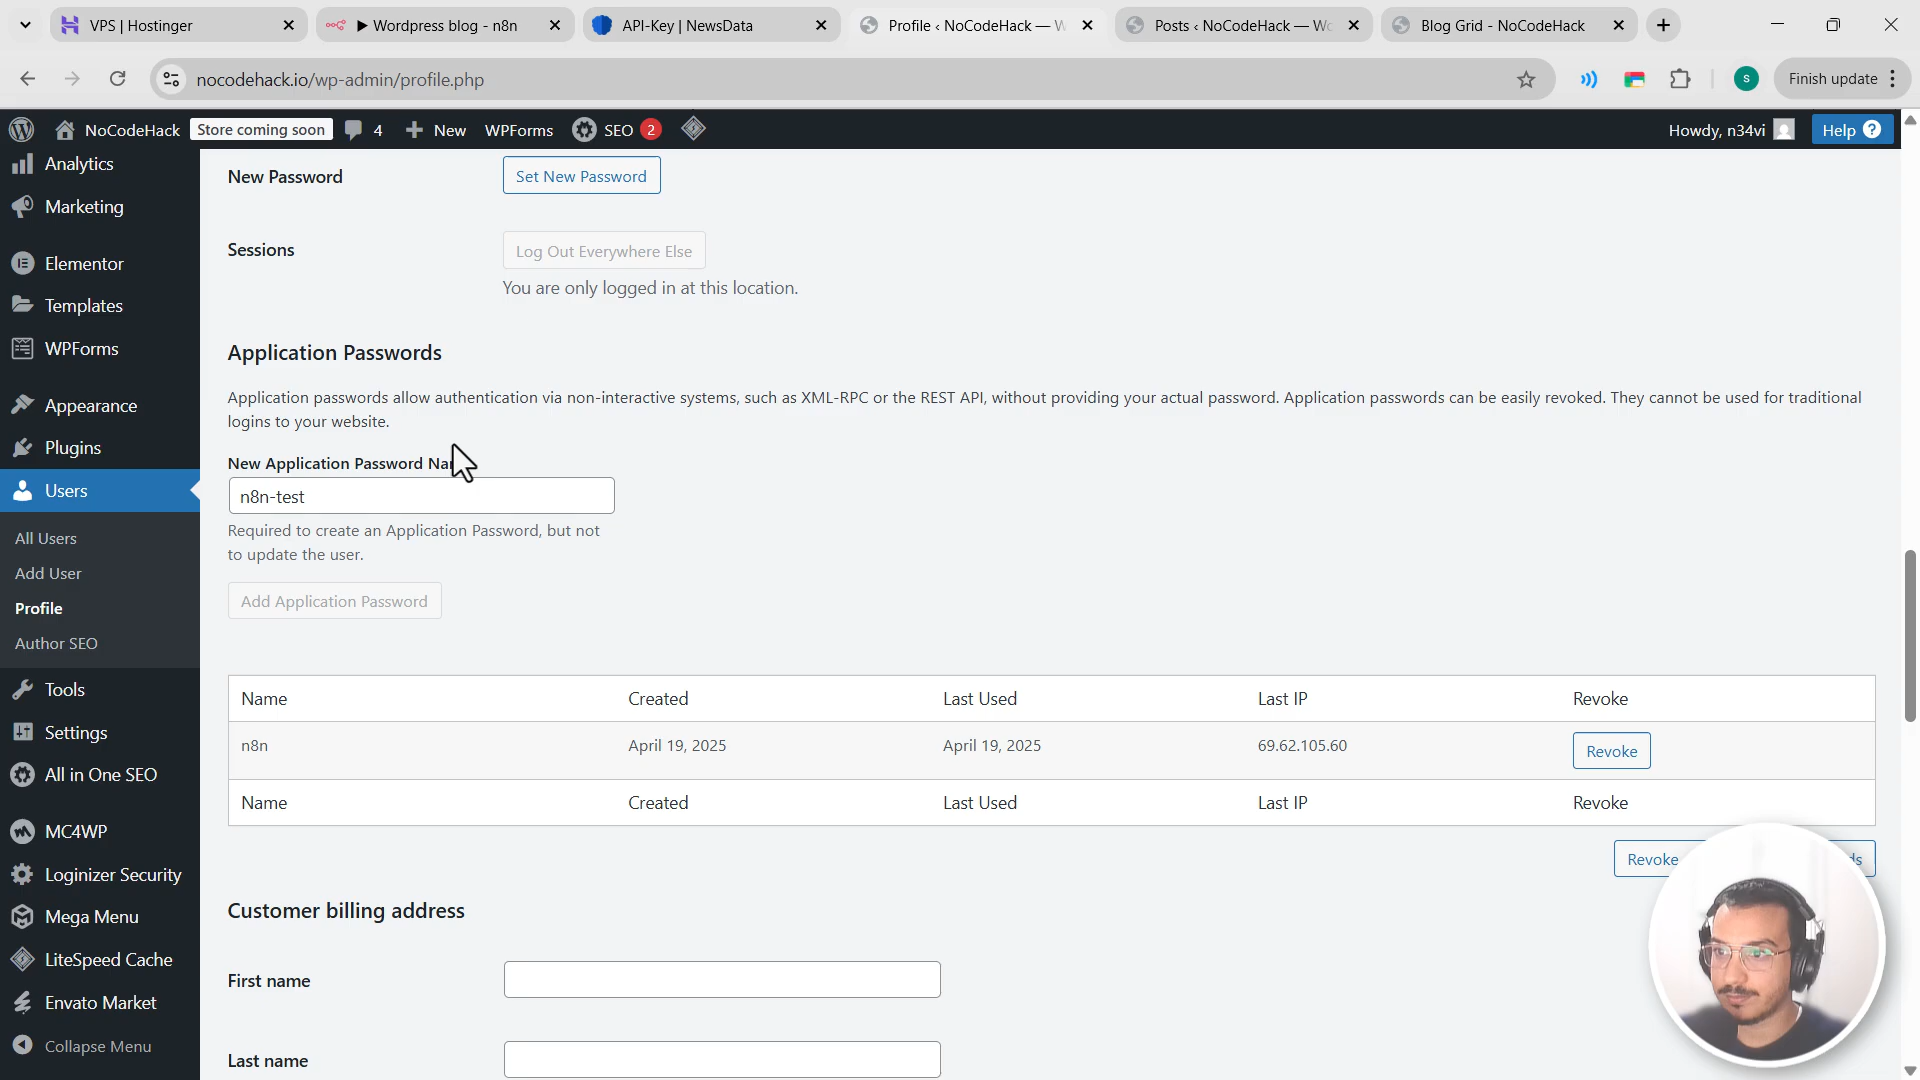 VPS | Hostinger
▶ Wordpress blog - n8n
API-Key | NewsData
Profile ‹ NoCodeHack — W
Posts ‹ NoCodeHack — Wo
Blog Grid - NoCodeHack
nocodehack.io/wp-admin/profile.php
S
Finish update
NoCodeHack
Store coming soon
4
New
WPForms
SEO
2
Howdy, n34vi
Help
Analytics
Marketing
Elementor
Templates
WPForms
Appearance
Plugins
Users
All Users
Add User
Profile
Author SEO
Tools
Settings
All in One SEO
MC4WP
Loginizer Security
Mega Menu
LiteSpeed Cache
Envato Market
Collapse Menu
New Password
Set New Password
Sessions
Log Out Everywhere Else
You are only logged in at this location.
Application Passwords
Application passwords allow authentication via non-interactive systems, such as XML-RPC or the REST API, without providing your actual password. Application passwords can be easily revoked. They cannot be used for traditional
logins to your website.
New Application Password Na
n8n-test
Required to create an Application Password, but not
to update the user.
Add Application Password
Name Created Last Used Last IP Revoke
n8n April 19, 2025 April 19, 2025 69.62.105.60 Revoke
Name Created Last Used Last IP Revoke
Revoke
Customer billing address
First name
Last name